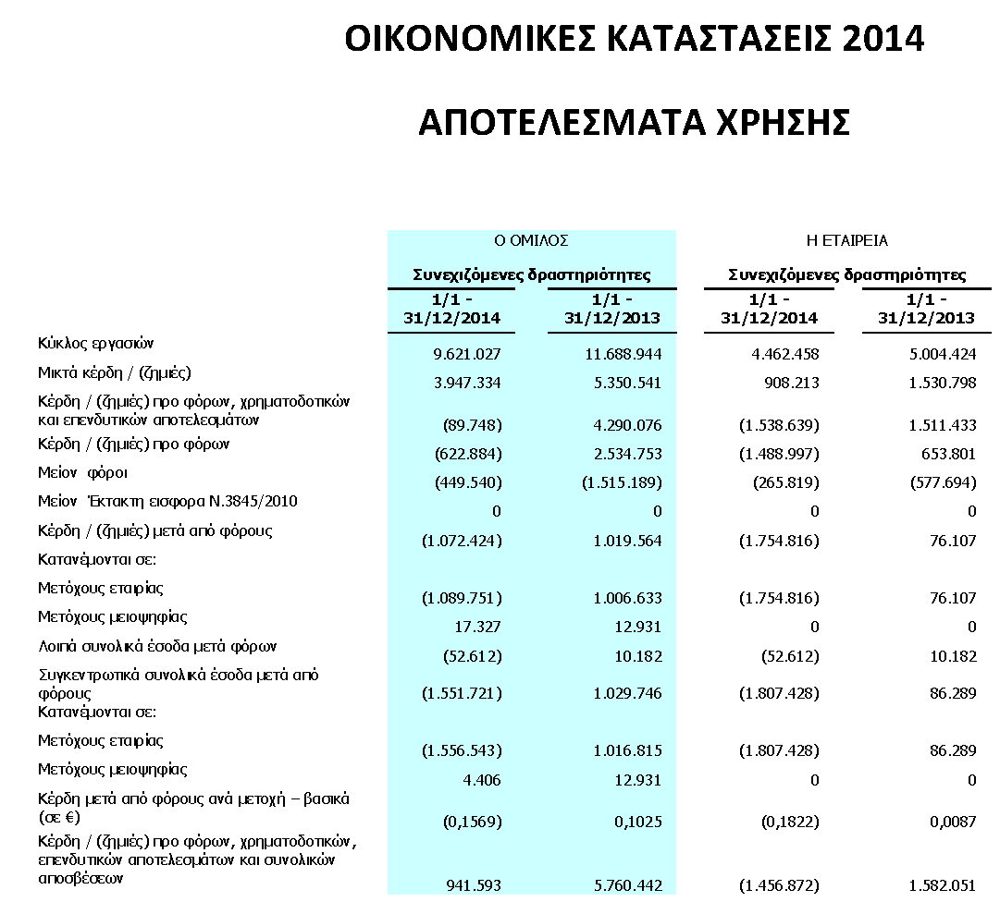 ΟΙΚΟΝΟΜΙΚΕΣ ΚΑΤΑΣΤΑΣΕΙΣ 2014
ΑΠΟΤΕΛΕΣΜΑΤΑ ΧΡΗΣΗΣ
Ο ΟΜΙΛΟΣ Η ΕΤΑΙΡΕΙΑ
Συνεχιζόμενες δραστηριότητες Συνεχιζόμενες δραστηριότητες
1/1 - 1/1 - 1/1 - 1/1 -
31/12/2014 31/12/2013 31/12/2014 31/12/2013
Κύκλος εργασιών 9.621.027 11.688.944 4.462.458 5.004.424
Μικτά κέρδη / (ζημιές) 3.947.334 5.350.541 908.213 1.530.798
Κέρδη / (ζημιές) προ φόρων, χρηματοδοτικών
και επενδυτικών αποτελεσμάτων (89.748) 4.290.076 (1.538.639) 1.511.433
Κέρδη / (ζημιές) προ φόρων (622.884) 2.534.753 (1.488.997) 653.801
Μείον φόροι (449.540) (1.515.189) (265.819) (577.694)
Μείον Έκτακτη εισφορα Ν.3845/2010 0 0 0 0
Κέρδη / (ζημιές) μετά από φόρους (1.072.424) 1.019.564 (1.754.816) 76.107
Κατανέμονται σε:
Μετόχους εταιρίας (1.089.751) 1.006.633 (1.754.816) 76.107
Μετόχους μειοψηφίας 17.327 12.931 0 0
Λοιπά συνολικά έσοδα μετά φόρων (52.612) 10.182 (52.612) 10.182
Συγκεντρωτικά συνολικά έσοδα μετά από
φόρους (1.551.721) 1.029.746 (1.807.428) 86.289
Κατανέμονται σε:
Μετόχους εταιρίας (1.556.543) 1.016.815 (1.807.428) 86.289
Μετόχους μειοψηφίας 4.406 12.931 0 0
Κέρδη μετά από φόρους ανά μετοχή – βασικά
(σε €) (0,1569) 0,1025 (0,1822) 0,0087
Κέρδη / (ζημιές) προ φόρων, χρηματοδοτικών,
επενδυτικών αποτελεσμάτων και συνολικών
αποσβέσεων 941.593 5.760.442 (1.456.872) 1.582.051